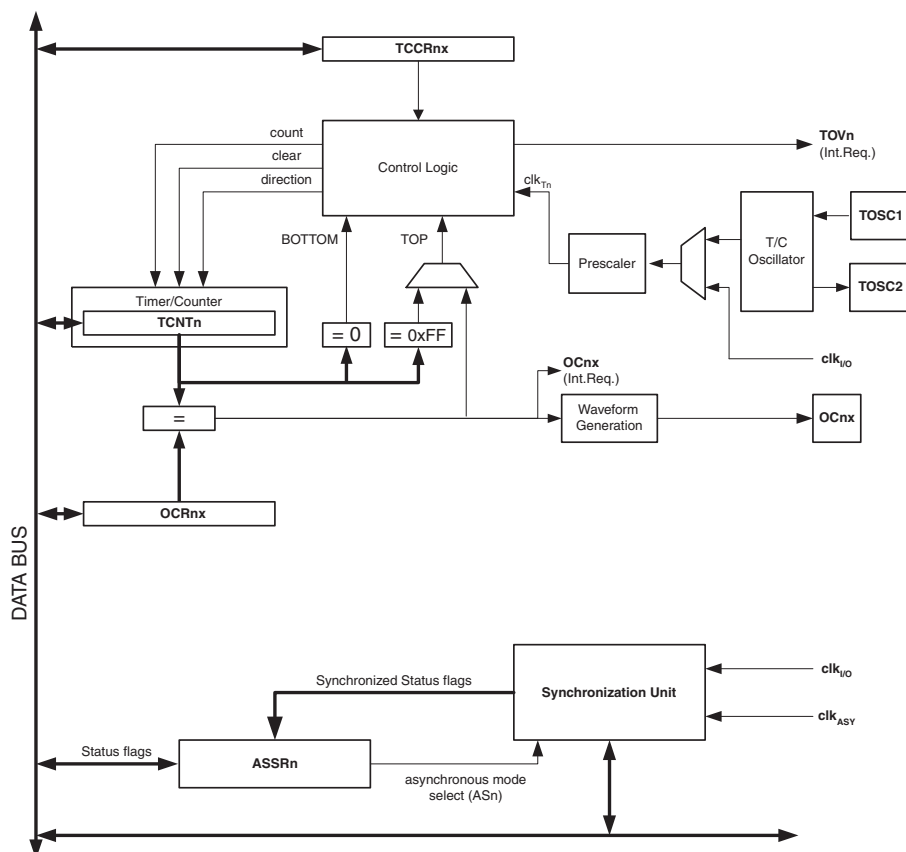 TCCRnx
count
clear
direction
Control Logic
TOVn
(Int.Req.)
clkTn
TOSC1
T/C
Oscillator
TOSC2
BOTTOM
TOP
Prescaler
Timer/Counter
TCNTn
= 0
= 0xFF
clkI/O
OCnx
(Int.Req.)
=
Waveform
Generation
OCnx
OCRnx
DATA BUS
clkI/O
Synchronized Status flags
Synchronization Unit
clkASY
Status flags
ASSRn
asynchronous mode
select (ASn)